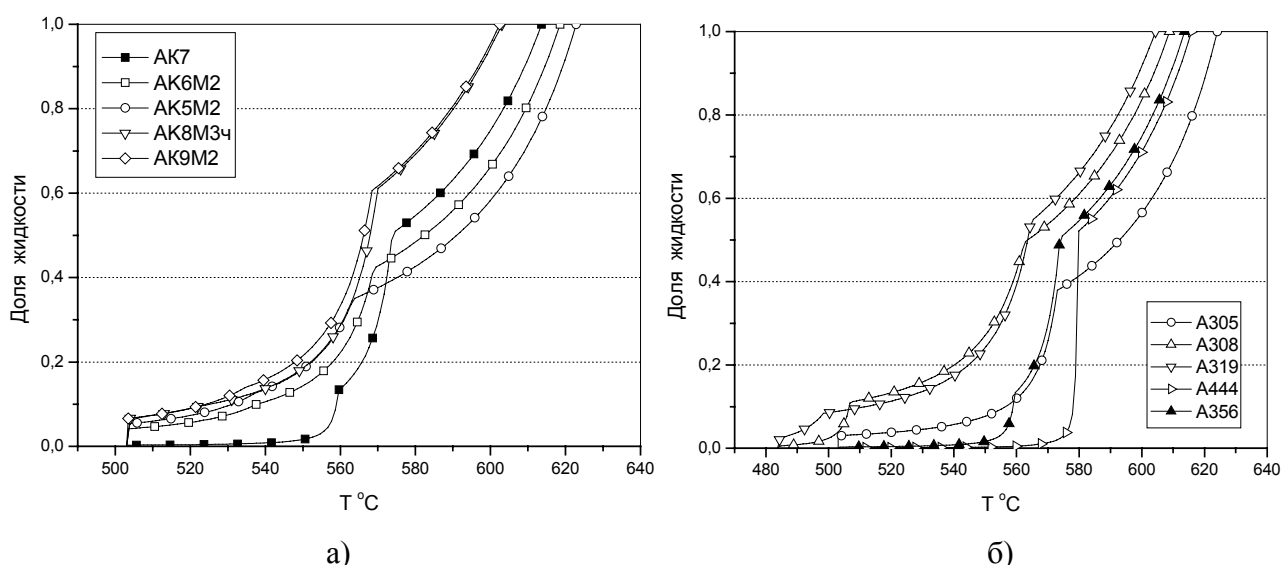 1,0
0,8
0,6
0,4
0,2
0,0
Доля жидкости
500 520 540 560 580 600 620 640
T °C
АК7
АК6М2
АК5М2
АК8М3ч
АК9М2
а)
1,0
0,8
0,6
0,4
0,2
0,0
Доля жидкости
480 500 520 540 560 580 600 620 640
T °C
A305
A308
A319
A444
A356
б)